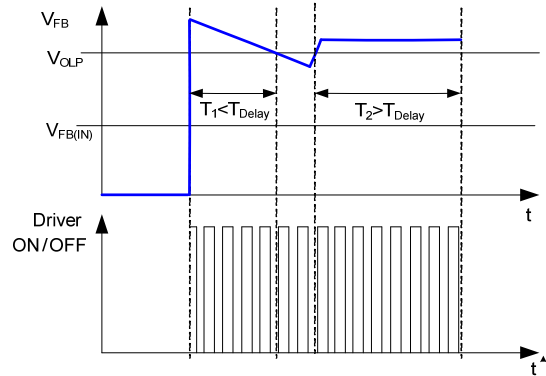 VFB
VOLP
T1<TDelay
T2>TDelay
VFB(IN)
t
Driver
ON/OFF
t